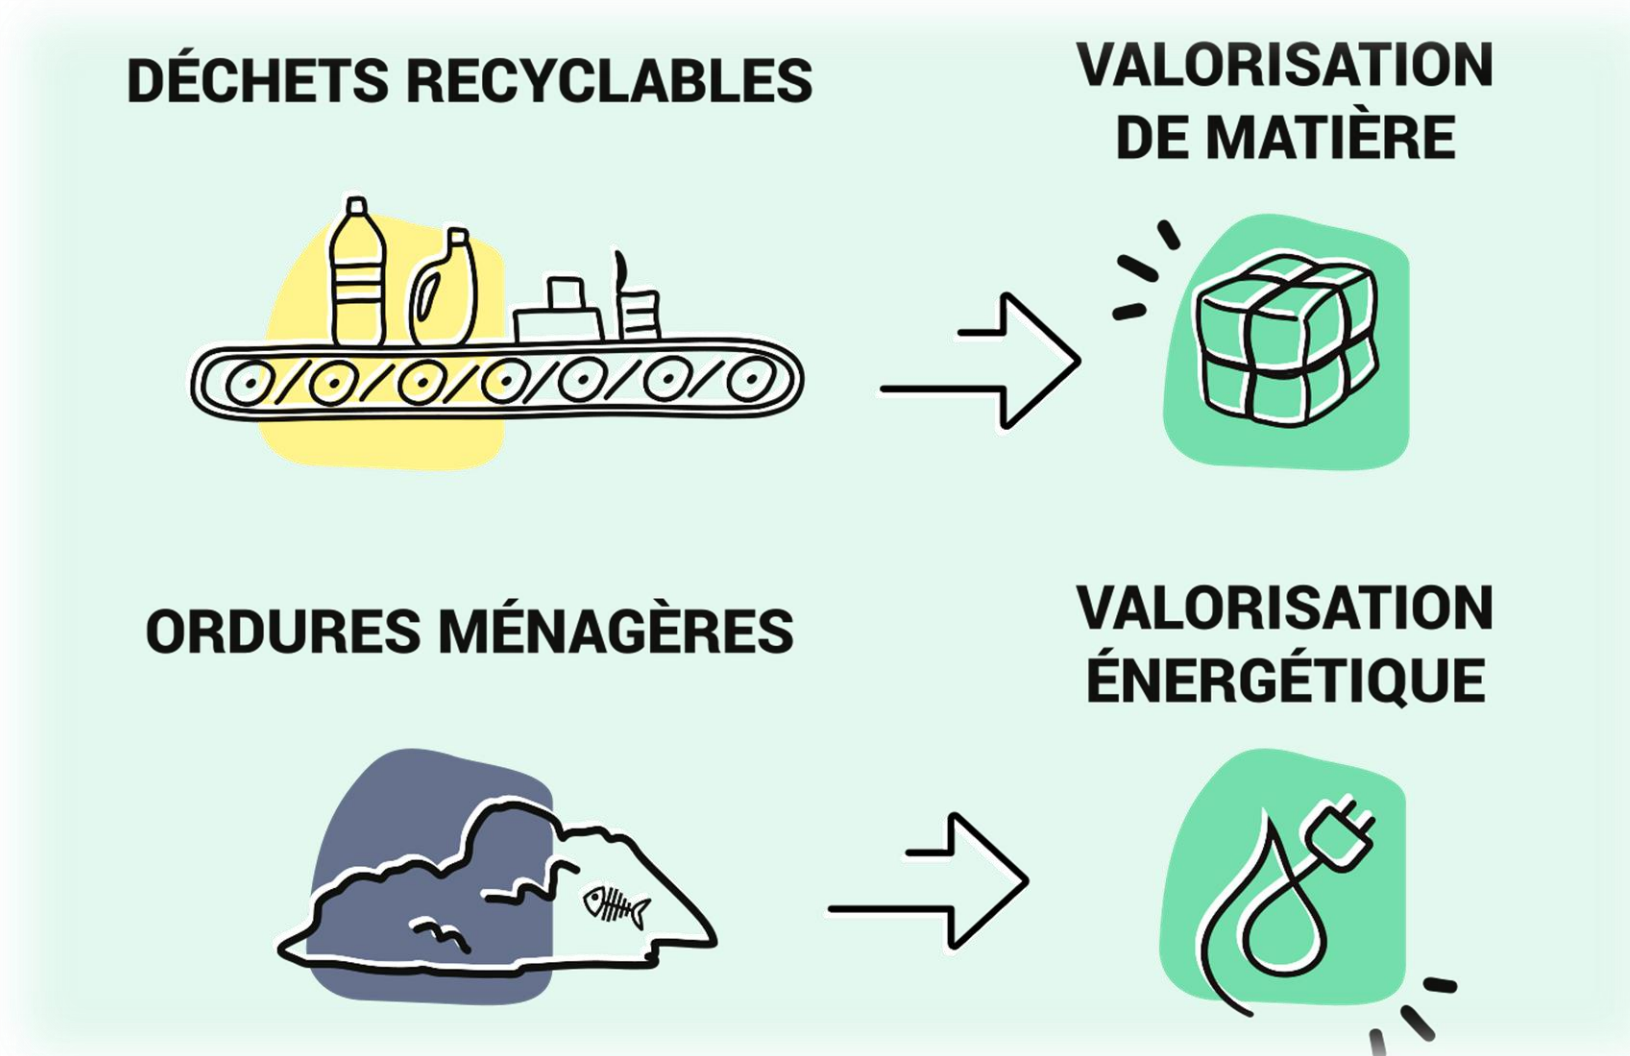 DÉCHETS RECYCLABLES
VALORISATION
DE MATIÈRE
ORDURES MÉNAGÈRES
VALORISATION
ÉNERGÉTIQUE